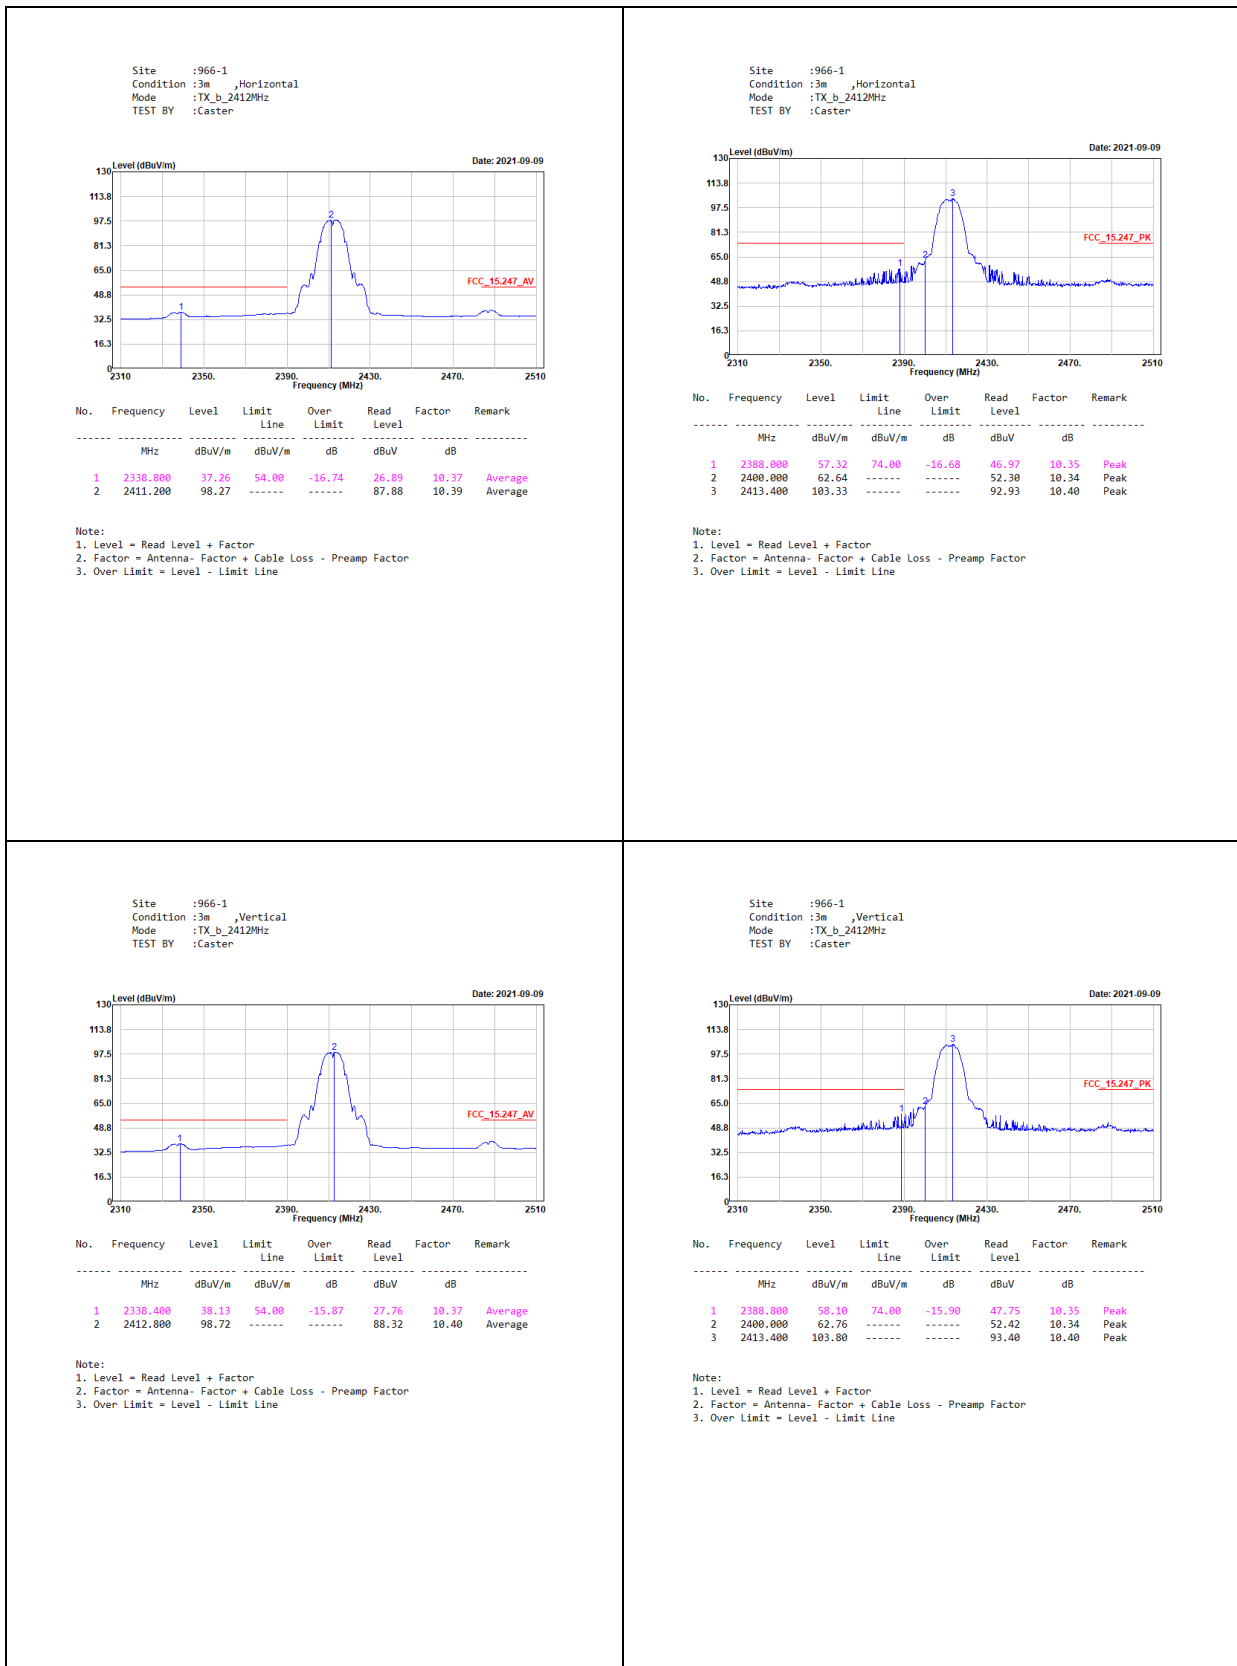 Site :966-1
Condition :3m ,Horizontal
Mode :TX_b_2412MHz
TEST BY :Caster
Level (dBuV/m) Date: 2021-09-09
130
113.8
97.5
81.3
65.0
48.8
32.5
16.3
0
FCC_15.247_AV
1
2
2310 2350. 2390. 2430. 2470. 2510
Frequency (MHz)
No. Frequency Level Limit Over Read Factor Remark
Line Limit Level
------ ----------- -------- -------- --------- -------- -------- ---------
MHz dBuV/m dBuV/m dB dBuV dB
1 2338.800 37.26 54.00 -16.74 26.89 10.37 Average
2 2411.200 98.27 ------ ------ 87.88 10.39 Average
Note:
1. Level = Read Level + Factor
2. Factor = Antenna- Factor + Cable Loss - Preamp Factor
3. Over Limit = Level - Limit Line
Site :966-1
Condition :3m ,Horizontal
Mode :TX_b_2412MHz
TEST BY :Caster
Level (dBuV/m) Date: 2021-09-09
130
113.8
97.5
81.3
65.0
48.8
32.5
16.3
0
FCC_15.247_PK
1
2
3
2310 2350. 2390. 2430. 2470. 2510
Frequency (MHz)
No. Frequency Level Limit Over Read Factor Remark
Line Limit Level
------ ----------- -------- -------- --------- -------- -------- ---------
MHz dBuV/m dBuV/m dB dBuV dB
1 2388.000 57.32 74.00 -16.68 46.97 10.35 Peak
2 2400.000 62.64 ------ ------ 52.30 10.34 Peak
3 2413.400 103.33 ------ ------ 92.93 10.40 Peak
Note:
1. Level = Read Level + Factor
2. Factor = Antenna- Factor + Cable Loss - Preamp Factor
3. Over Limit = Level - Limit Line
Site :966-1
Condition :3m ,Vertical
Mode :TX_b_2412MHz
TEST BY :Caster
Level (dBuV/m) Date: 2021-09-09
130
113.8
97.5
81.3
65.0
48.8
32.5
16.3
0
FCC_15.247_AV
1
2
2310 2350. 2390. 2430. 2470. 2510
Frequency (MHz)
No. Frequency Level Limit Over Read Factor Remark
Line Limit Level
------ ----------- -------- -------- --------- -------- -------- ---------
MHz dBuV/m dBuV/m dB dBuV dB
1 2338.400 38.13 54.00 -15.87 27.76 10.37 Average
2 2412.800 98.72 ------ ------ 88.32 10.40 Average
Note:
1. Level = Read Level + Factor
2. Factor = Antenna- Factor + Cable Loss - Preamp Factor
3. Over Limit = Level - Limit Line
Site :966-1
Condition :3m ,Vertical
Mode :TX_b_2412MHz
TEST BY :Caster
Level (dBuV/m) Date: 2021-09-09
130
113.8
97.5
81.3
65.0
48.8
32.5
16.3
0
FCC_15.247_PK
1
2
3
2310 2350. 2390. 2430. 2470. 2510
Frequency (MHz)
No. Frequency Level Limit Over Read Factor Remark
Line Limit Level
------ ----------- -------- -------- --------- -------- -------- ---------
MHz dBuV/m dBuV/m dB dBuV dB
1 2388.800 58.10 74.00 -15.90 47.75 10.35 Peak
2 2400.000 62.76 ------ ------ 52.42 10.34 Peak
3 2413.400 103.80 ------ ------ 93.40 10.40 Peak
Note:
1. Level = Read Level + Factor
2. Factor = Antenna- Factor + Cable Loss - Preamp Factor
3. Over Limit = Level - Limit Line